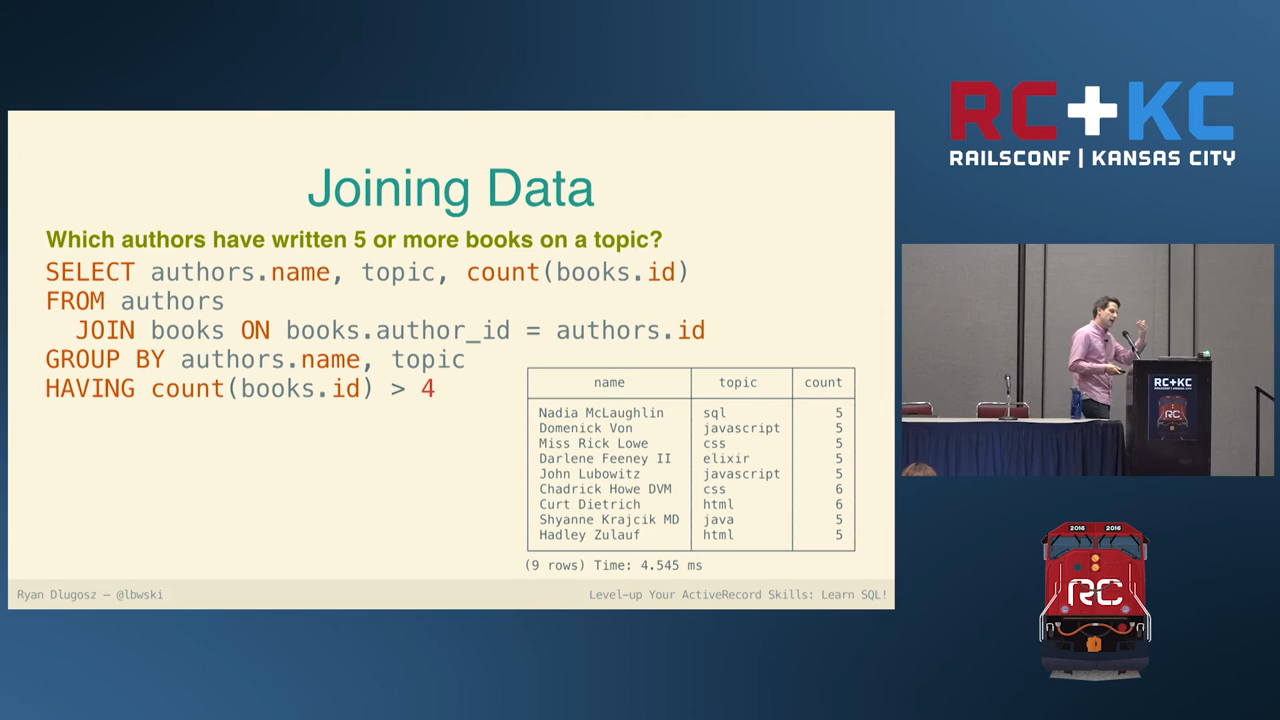 RC+KC
RAILSCONF | KANSAS CITY
Joining Data
Which authors have written 5 or more books on a topic?
SELECT authors.name, topic, count(books.id)
FROM authors
JOIN books ON books.author_id = authors.id
GROUP BY authors.name, topic
HAVING count(books.id) > 4
name topic count
Nadia McLaughlin sql 5
Domenick Von javascript 5
Miss Rick Lowe css 5
Darlene Feeney II elixir 5
John Lubowitz javascript 5
Chadrick Howe DVM css 6
Curt Dietrich html 6
Shyanne Krajcik MD java 5
Hadley Zulauf html 5
(9 rows) Time: 4.545 ms
Ryan Dlugosz — @lbwski
Level-up Your ActiveRecord Skills: Learn SQL!
RC+KC
RAILSCONF | KANSAS CITY
RC
2016 2016
RC